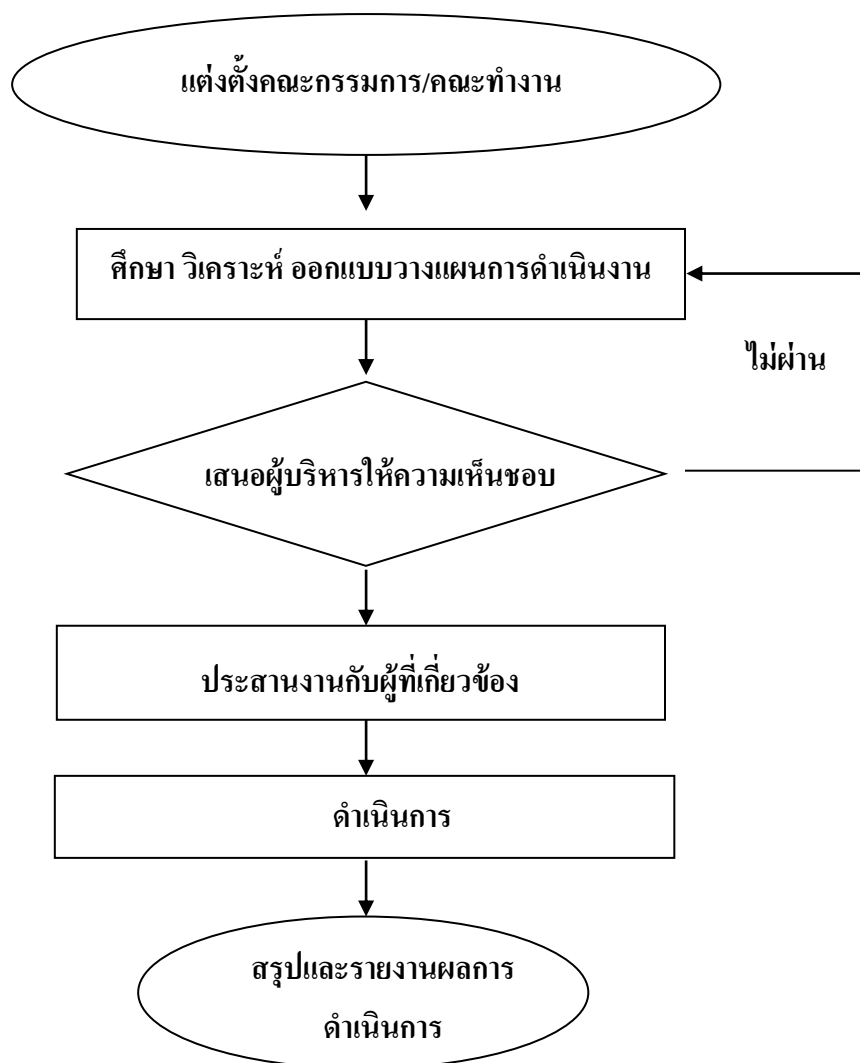 แต่งตั้งคณะกรรมการ/คณะทำงาน
ศึกษา วิเคราะห์ ออกแบบวางแผนการดำเนินงาน
ไม่ผ่าน
เสนอผู้บริหารให้ความเห็นชอบ
ประสานงานกับผู้ที่เกี่ยวข้อง
ดำเนินการ
สรุปและรายงานผลการ
ดำเนินการ